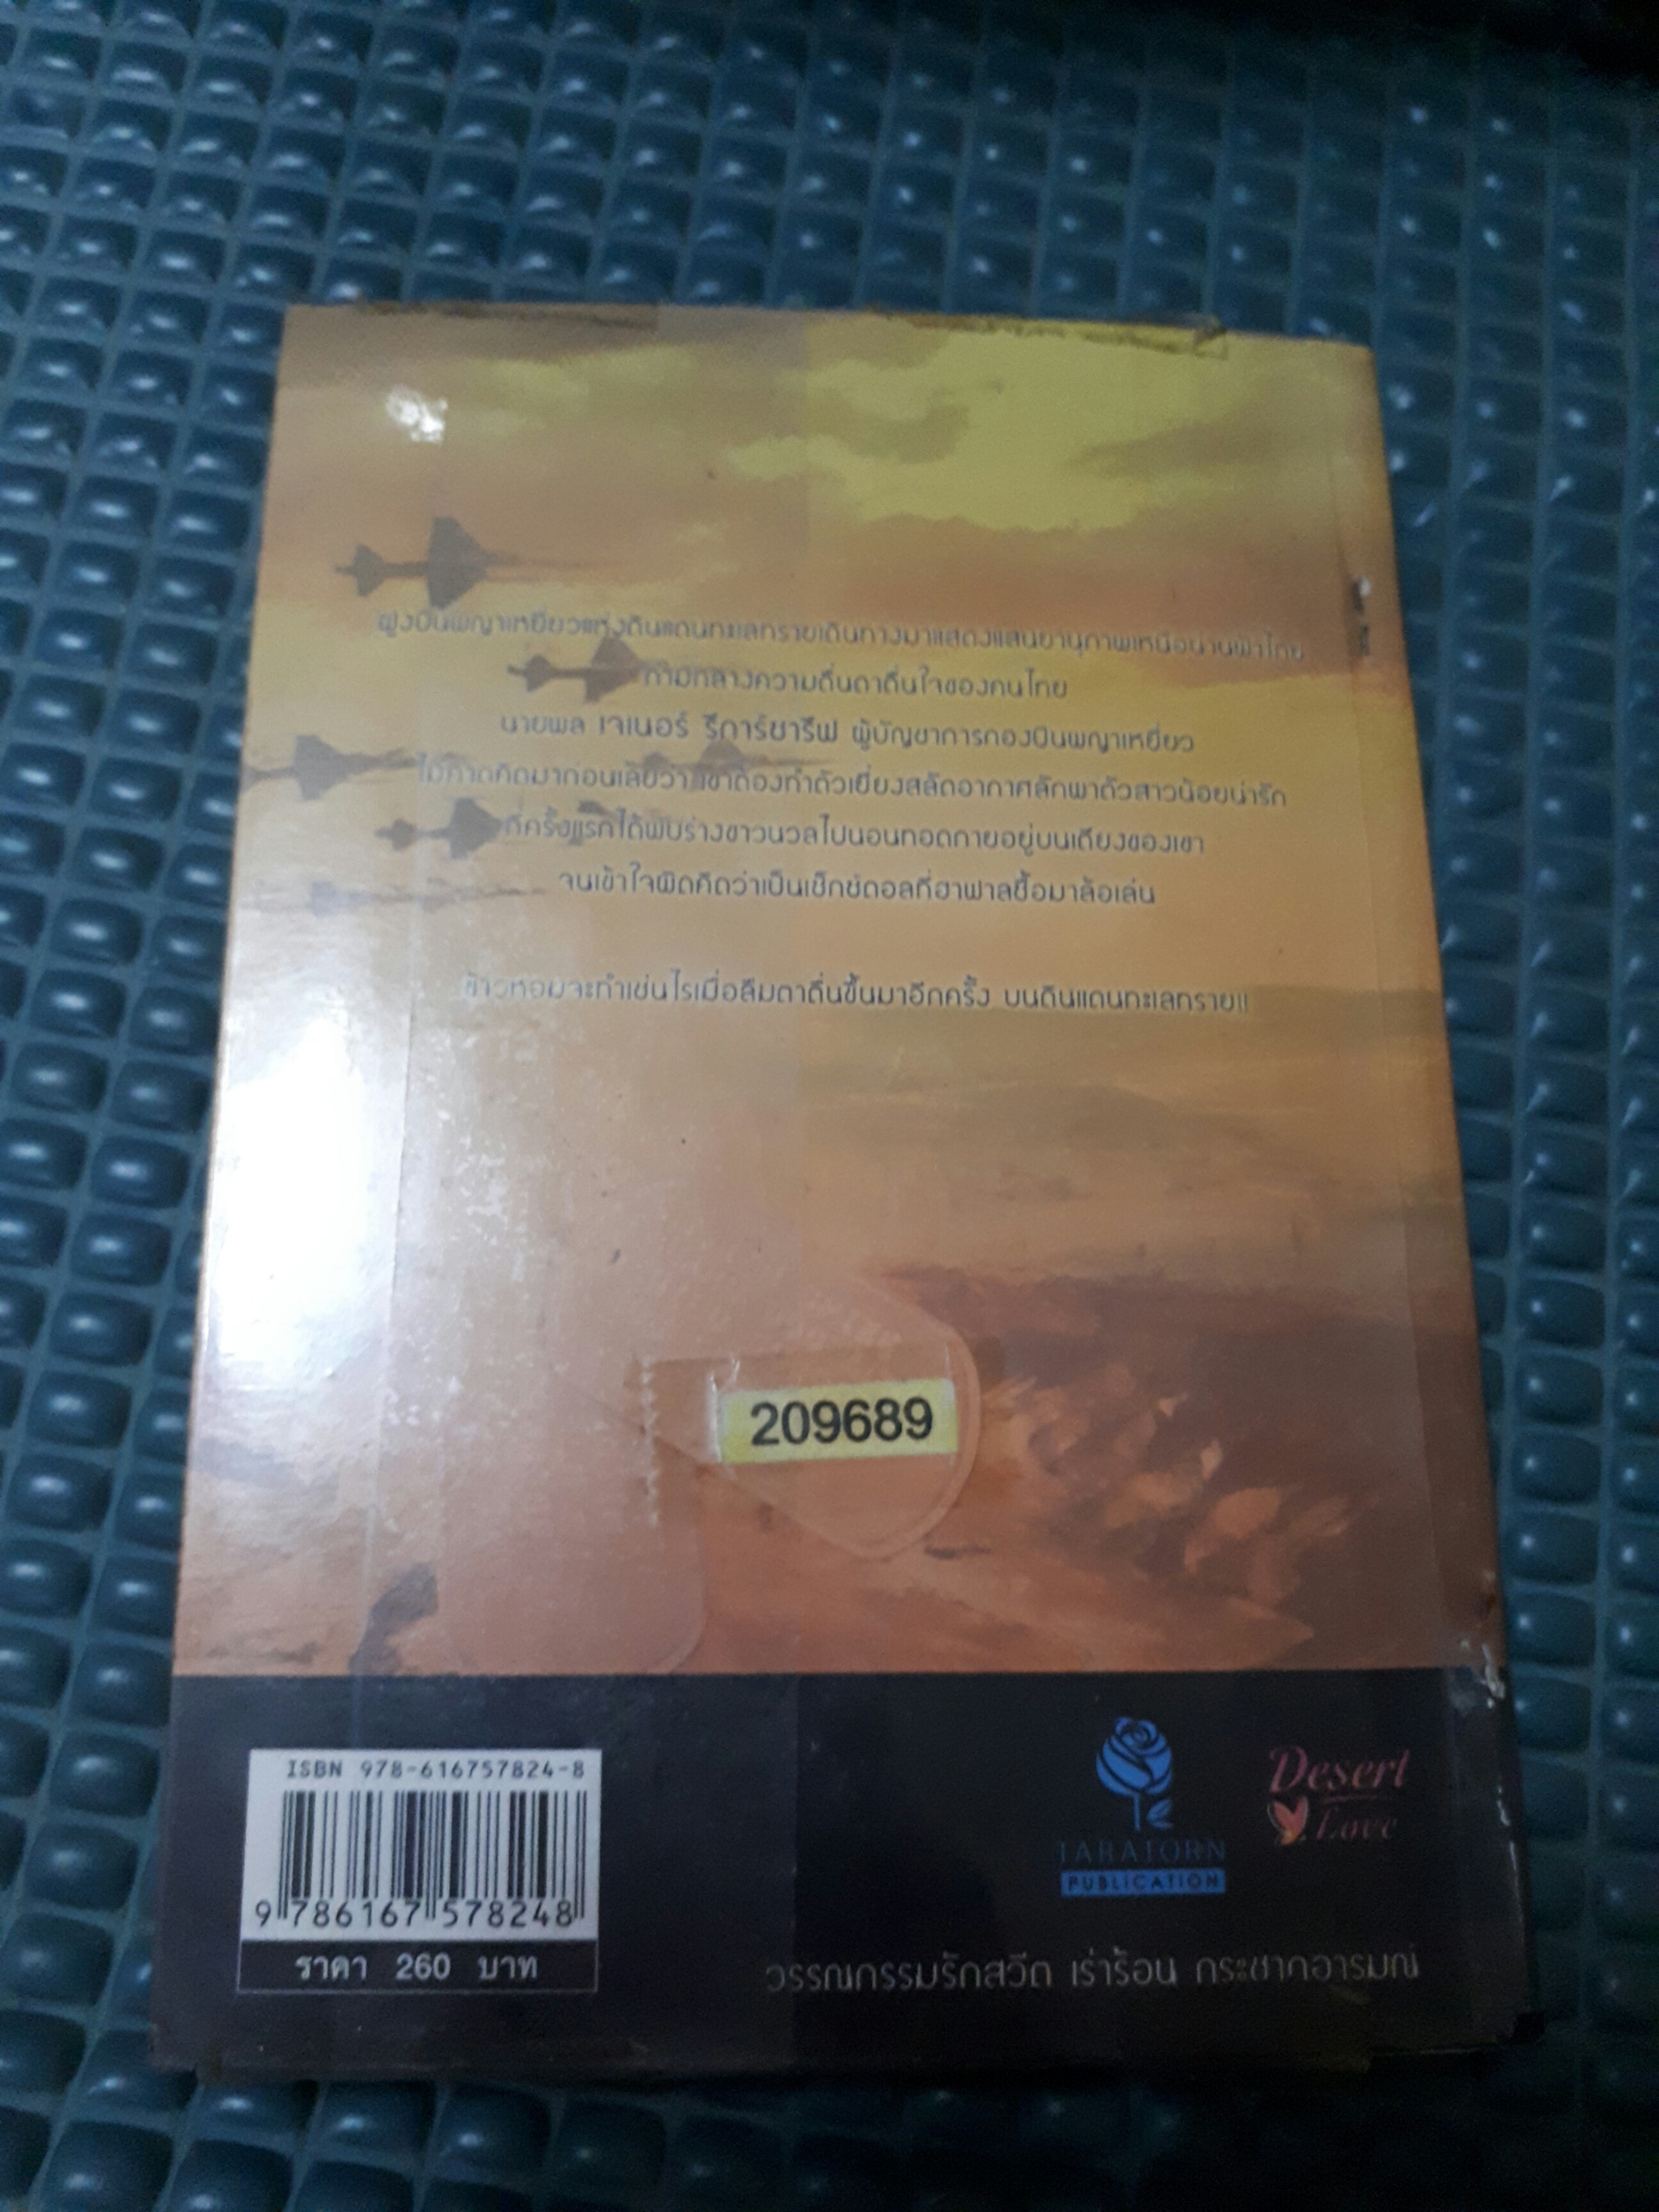 ฝูงบินพญาเหยี่ยวแห่งดินแดนทะเลทรายเดินทางมาแสดงแสนยานุภาพเหนือน่านฟ้าไทย
ท่ามกลางความตื่นตาตื่นใจของคนไทย
นายพล เจเนอร์ รีการ์ชารีฟ ผู้บัญชาการกองบินพญาเหยี่ยว
ไม่คาดคิดมาก่อนเลยว่า เขาต้องทำตัวเยี่ยงสลัดอากาศลักพาตัวสาวน้อยน่ารัก
ที่ครั้งแรกได้พบร่างขาวนวลไปนอนทอดกายอยู่บนเตียงของเขา
จนเข้าใจผิดคิดว่าเป็นเซ็กซ์ดอลที่ฮาฟาลซื้อมาล้อเล่น
ข้าวหอมจะทำเช่นไรเมื่อลืมตาตื่นขึ้นมาอีกครั้ง บนดินแดนทะเลทราย!!
209689
ISBN 978-616757824-8
9 786167 578248
ราคา 260 บาท
TARATORN
PUBLICATION
Desert
Love
วรรณกรรมรักสวีต เร่าร้อน กระชากอารมณ์